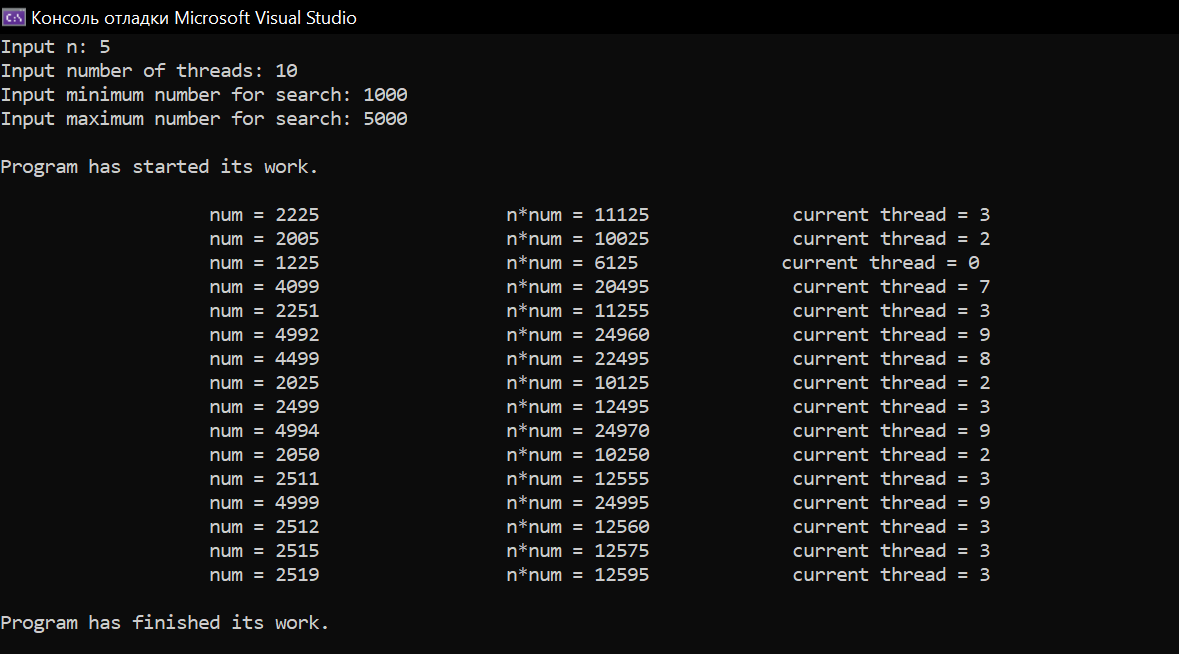 Консоль отладки Microsoft Visual Studio
Input n: 5
Input number of threads: 10
Input minimum number for search: 1000
Input maximum number for search: 5000
Program has started its work.
num = 2225 n*num = 11125 current thread = 3
num = 2005 n*num = 10025 current thread = 2
num = 1225 n*num = 6125 current thread = 0
num = 4099 n*num = 20495 current thread = 7
num = 2251 n*num = 11255 current thread = 3
num = 4992 n*num = 24960 current thread = 9
num = 4499 n*num = 22495 current thread = 8
num = 2025 n*num = 10125 current thread = 2
num = 2499 n*num = 12495 current thread = 3
num = 4994 n*num = 24970 current thread = 9
num = 2050 n*num = 10250 current thread = 2
num = 2511 n*num = 12555 current thread = 3
num = 4999 n*num = 24995 current thread = 9
num = 2512 n*num = 12560 current thread = 3
num = 2515 n*num = 12575 current thread = 3
num = 2519 n*num = 12595 current thread = 3
Program has finished its work.